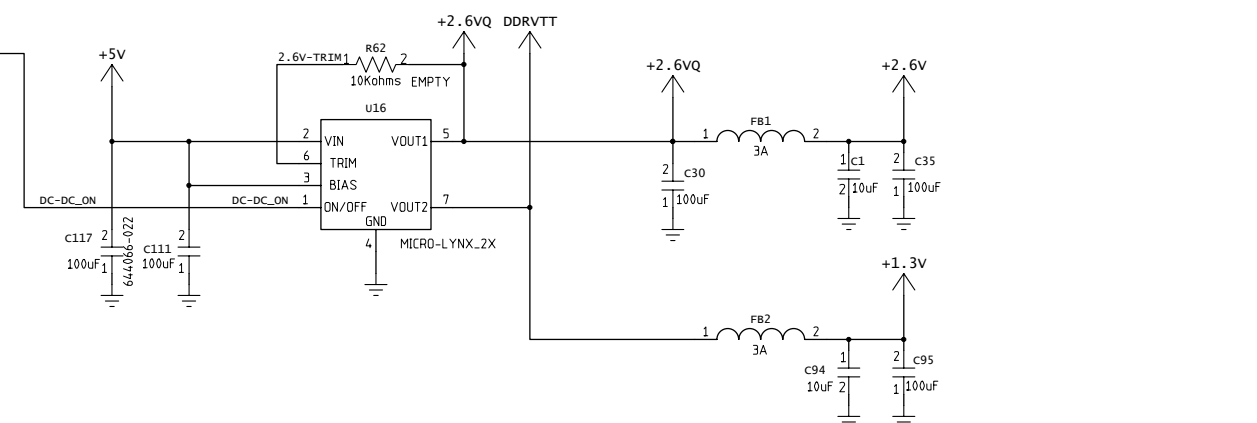 +2.6VQ DDRVTT
+5V
2.6V-TRIM 1 R62 2
10Kohms EMPTY
+2.6VQ
+2.6V
U16
2 VIN VOUT1 5
6 TRIM
3 BIAS
DC-DC_ON DC-DC_ON 1 ON/OFF VOUT2 7
GND
4 MICRO-LYNX_2X
C117 2
100uF 1
644066-022
C111 2
100uF 1
1 FB1 2
3A
2 C30
1 100uF
1 C1
2 10uF
2 C35
1 100uF
+1.3V
1 FB2 2
3A
1
C94
10uF 2
2 C95
1 100uF